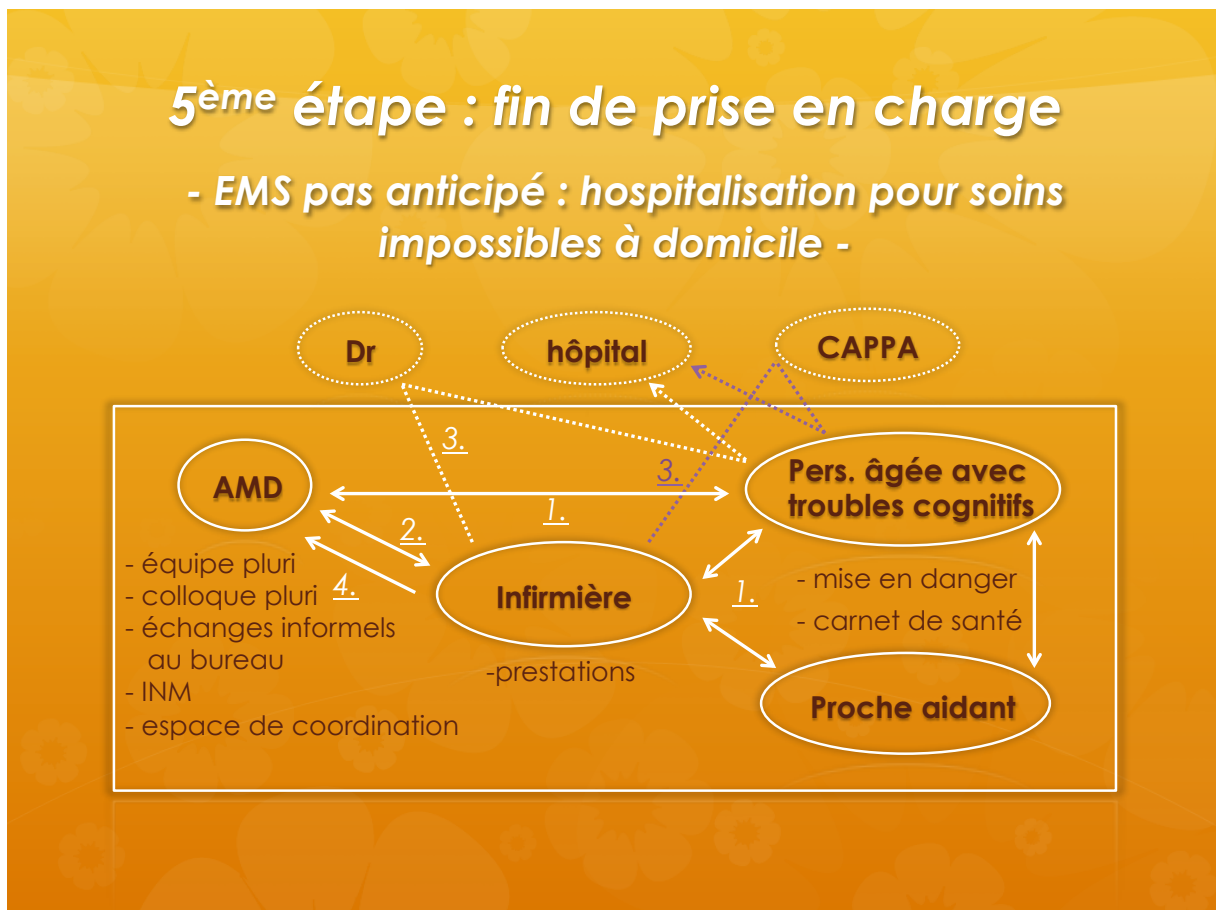 5ème étape : fin de prise en charge
- EMS pas anticipé : hospitalisation pour soins
impossibles à domicile -
Dr
hôpital
CAPPA
3.
3.
AMD
Pers. âgée avec
troubles cognitifs
1.
2.
- équipe pluri
- colloque pluri
4.
- échanges informels
au bureau
- INM
- espace de coordination
Infirmière
-prestations
1.
- mise en danger
- carnet de santé
Proche aidant